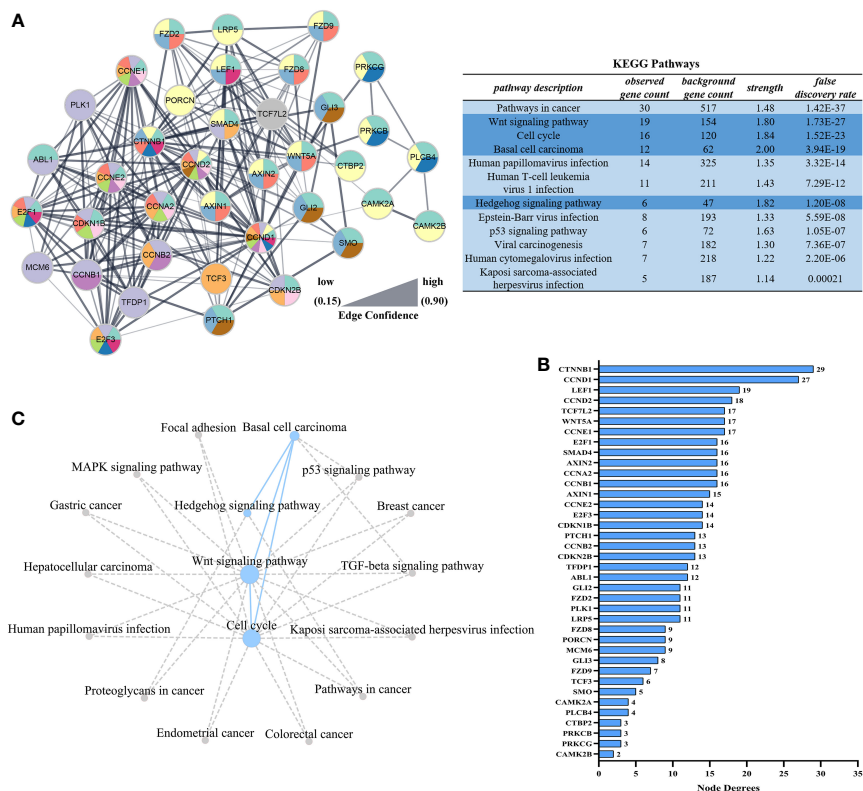 A
FZD2
LRP5
FZD9
CCNE1
LEF1
FZD8
PRKCG
PLK1
PORCN
TCF7L2
GLI3
SMAD4
PRKCB
CTNNB1
ABL1
CCND2
WNT5A
CTBP2
PLCB4
CCNE2
AXIN2
E2F1
CCNA2
AXIN1
GLI2
CAMK2A
CDKN1B
CAMK2B
CCND1
SMO
CCNB2
MCM6
CCNB1
TCF3
CDKN2B
TFDP1
PTCH1
E2F3
low
high
(0.15)
(0.90)
Edge Confidence
KEGG Pathways
pathway description observed gene count background gene count strength false discovery rate
Pathways in cancer 30 517 1.48 1.42E-37
Wnt signaling pathway 19 154 1.80 1.73E-27
Cell cycle 16 120 1.84 1.52E-23
Basal cell carcinoma 12 62 2.00 3.94E-19
Human papillomavirus infection 14 325 1.35 3.32E-14
Human T-cell leukemia virus 1 infection 11 211 1.43 7.29E-12
Hedgehog signaling pathway 6 47 1.82 1.20E-08
Epstein-Barr virus infection 8 193 1.33 5.59E-08
p53 signaling pathway 6 72 1.63 1.05E-07
Viral carcinogenesis 7 182 1.30 7.36E-07
Human cytomegalovirus infection 7 218 1.22 2.20E-06
Kaposi sarcoma-associated herpesvirus infection 5 187 1.14 0.00021
B
CTNNB1 29
CCND1 27
LEF1 19
CCND2 18
TCF7L2 17
WNT5A 17
CCNE1 17
E2F1 16
SMAD4 16
AXIN2 16
CCNA2 16
CCNB1 16
AXIN1 15
CCNE2 14
E2F3 14
CDKN1B 14
PTCH1 13
CCNB2 13
CDKN2B 13
TFDP1 12
ABL1 12
GLI2 11
FZD2 11
PLK1 11
LRP5 11
FZD8 9
PORCN 9
MCM6 9
GLI3 8
FZD9 7
TCF3 6
SMO 5
CAMK2A 4
PLCB4 4
CTBP2 3
PRKCB 3
PRKCG 3
CAMK2B 2
0 5 10 15 20 25 30 35
Node Degrees
C
Focal adhesion
Basal cell carcinoma
MAPK signaling pathway
p53 signaling pathway
Gastric cancer
Hedgehog signaling pathway
Breast cancer
Hepatocellular carcinoma
Wnt signaling pathway
TGF-beta signaling pathway
Human papillomavirus infection
Cell cycle
Kaposi sarcoma-associated herpesvirus infection
Proteoglycans in cancer
Pathways in cancer
Endometrial cancer
Colorectal cancer